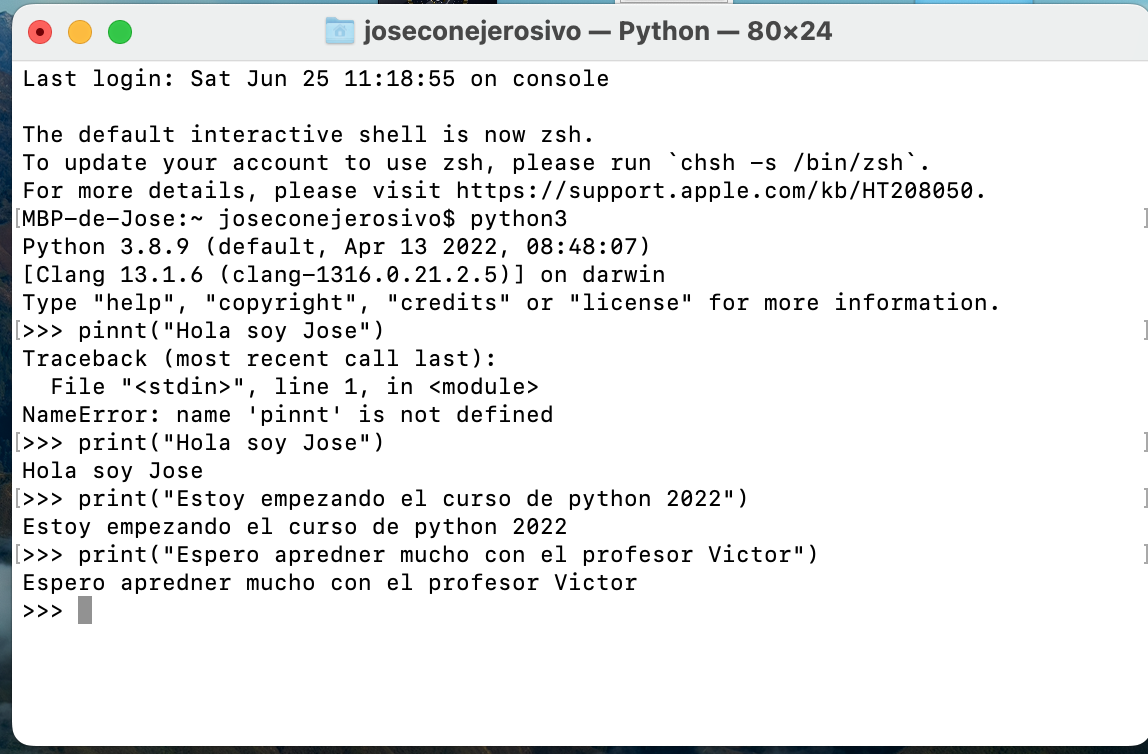 joseconejerosivo — Python — 80×24
Last login: Sat Jun 25 11:18:55 on console
The default interactive shell is now zsh.
To update your account to use zsh, please run `chsh -s /bin/zsh`.
For more details, please visit https://support.apple.com/kb/HT208050.
[MBP-de-Jose:~ joseconejerosivo$ python3 ]
Python 3.8.9 (default, Apr 13 2022, 08:48:07)
[Clang 13.1.6 (clang-1316.0.21.2.5)] on darwin
Type "help", "copyright", "credits" or "license" for more information.
[>>> pinnt("Hola soy Jose") ]
Traceback (most recent call last):
  File "<stdin>", line 1, in <module>
NameError: name 'pinnt' is not defined
[>>> print("Hola soy Jose") ]
Hola soy Jose
[>>> print("Estoy empezando el curso de python 2022") ]
Estoy empezando el curso de python 2022
[>>> print("Espero apredner mucho con el profesor Victor") ]
Espero apredner mucho con el profesor Victor
>>>